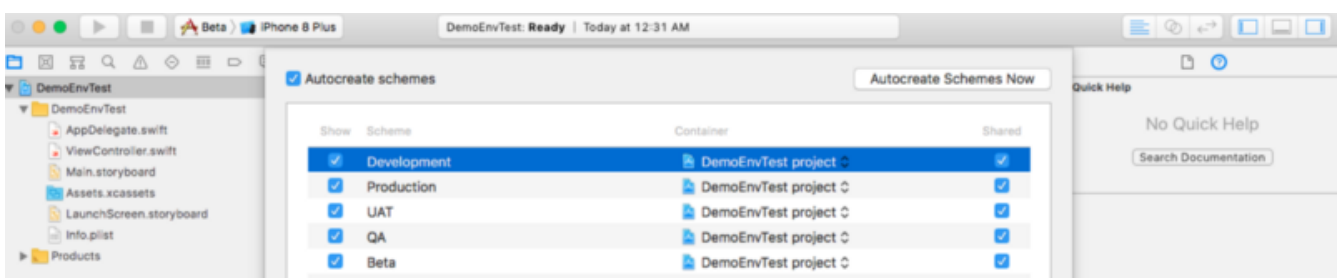 Beta iPhone 8 Plus
DemoEnvTest: Ready | Today at 12:31 AM
DemoEnvTest
DemoEnvTest
AppDelegate.swift
ViewController.swift
Main.storyboard
Assets.xcassets
LaunchScreen.storyboard
Info.plist
Products
Autocreate schemes
Autocreate Schemes Now
Show Scheme Container Shared
Development DemoEnvTest project
Production DemoEnvTest project
UAT DemoEnvTest project
QA DemoEnvTest project
Beta DemoEnvTest project
Quick Help
No Quick Help
Search Documentation